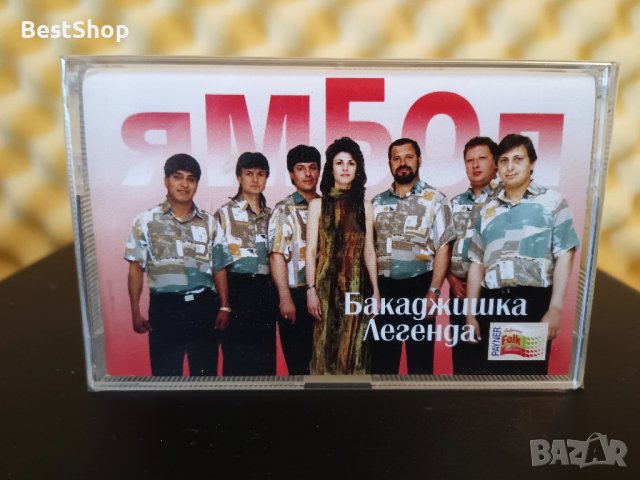 BestShop
ЯМБОЛ
Бакаджишка
Легенда
PAYNER
Folk
BAZAR